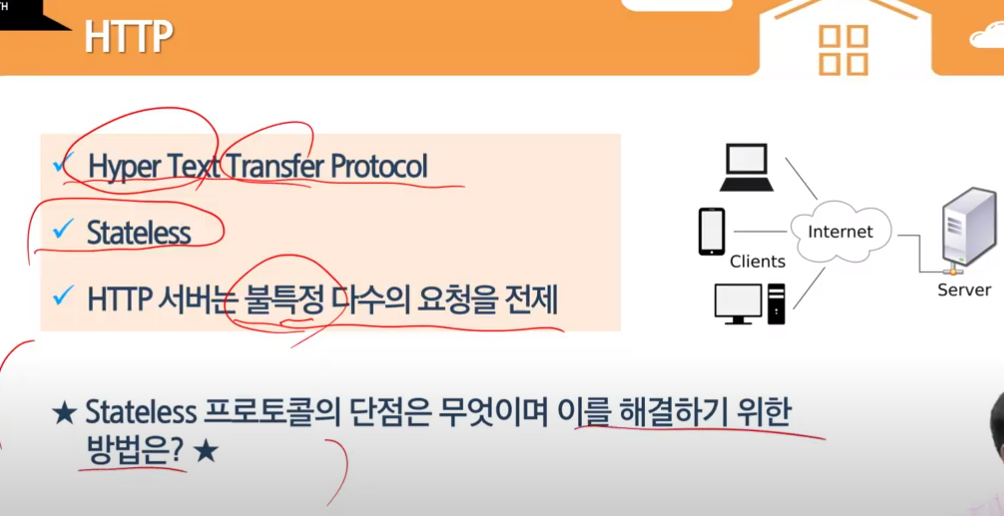 TH
HTTP
Hyper Text Transfer Protocol
Stateless
HTTP 서버는 불특정 다수의 요청을 전제
Internet
Clients
Server
★ Stateless 프로토콜의 단점은 무엇이며 이를 해결하기 위한
방법은? ★